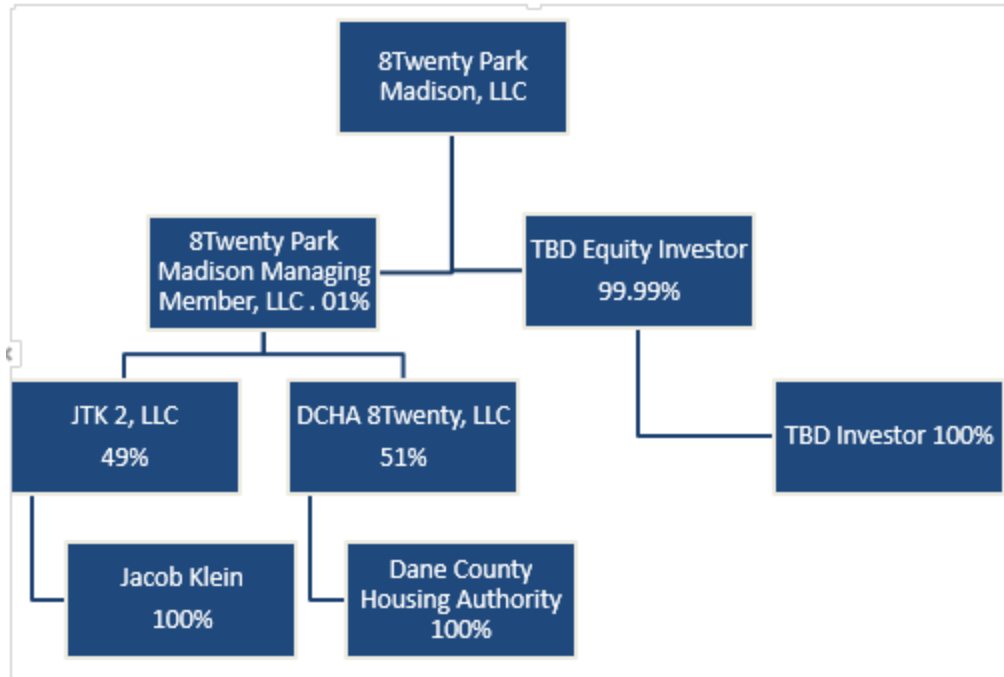 8Twenty Park
Madison, LLC
8Twenty Park
Madison Managing
Member, LLC . 01%
TBD Equity Investor
99.99%
JTK 2, LLC
49%
DCHA 8Twenty, LLC
51%
TBD Investor 100%
Jacob Klein
100%
Dane County
Housing Authority
100%